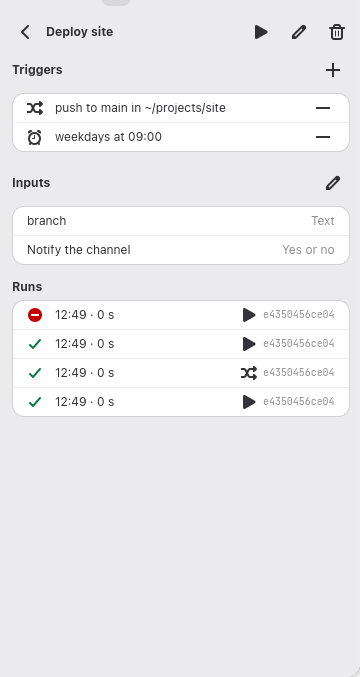 Deploy site
Triggers
push to main in ~/projects/site
weekdays at 09:00
Inputs
branch Text
Notify the channel Yes or no
Runs
12:49 · 0 s e4350456ce04
12:49 · 0 s e4350456ce04
12:49 · 0 s e4350456ce04
12:49 · 0 s e4350456ce04